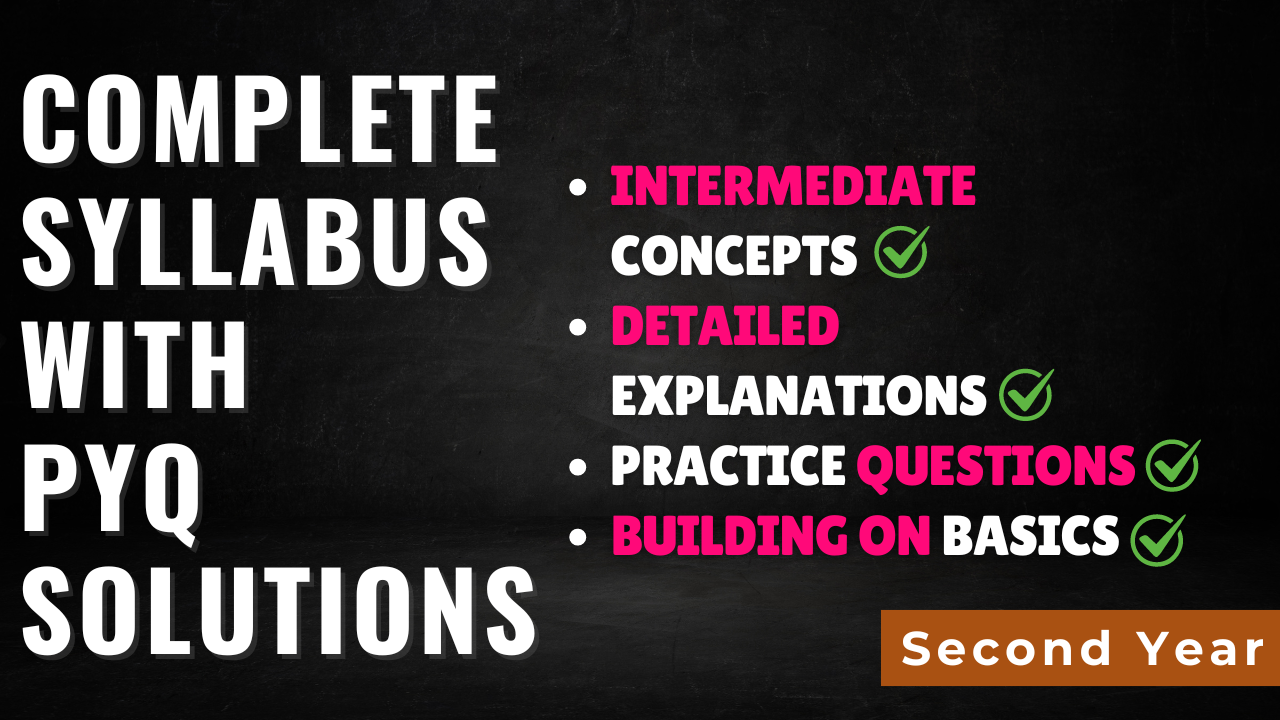 COMPLETE
SYLLABUS
WITH
PYQ
SOLUTIONS
INTERMEDIATE
CONCEPTS
DETAILED
EXPLANATIONS
PRACTICE QUESTIONS
BUILDING ON BASICS
Second Year